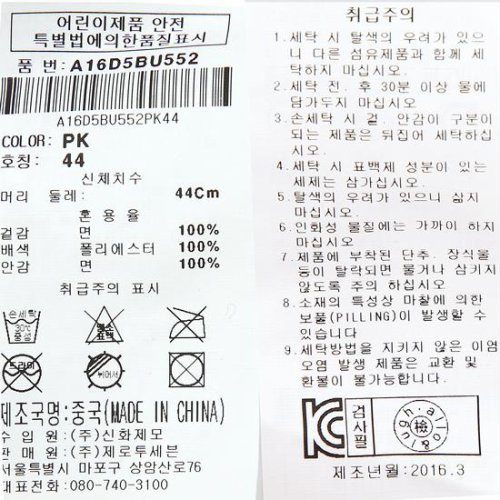 어린이제품 안전
특별법에의한품질표시
품 번: A16D5BU552
A16D5BU552PK44
COLOR: PK
호칭: 44
신체치수
머리 둘레: 44Cm
혼 용 율
겉감 면 100%
배색 폴리에스터 100%
안감 면 100%
취급주의 표시
손세탁
30℃
중성
염소
표백
드라이
뉘어서
제조국명:중국(MADE IN CHINA)
수 입 원: (주)신화제모
판 매 원: (주)제로투세븐
서울특별시 마포구 상암산로76
전 화: 080-740-3100
취급주의
1. 세탁 시 탈색의 우려가 있으
니 다른 섬유제품과 함께 세
탁하지 마십시오.
2. 세탁 전. 후 30분 이상 물에
담가두지 마십시오
3. 손세탁 시 겉. 안감이 구분이
되는 제품은 뒤집어 세탁하십
시오.
4. 세탁 시 표백제 성분이 있는
세제는 삼가십시오.
5. 탈색의 우려가 있으니 삶지
마십시오.
6. 인화성 물질에는 가까이 하지
마십시오.
7. 제품에 부착된 단추. 장식물
등이 탈락되면 물거나 삼키지
않도록 주의 하십시오
8. 소재의 특성상 마찰에 의한
보풀(PILLING)이 발생할 수
있습니다.
9. 세탁방법을 지키지 않은 이염
오염 발생 제품은 교환 및
환불이 불가능합니다.
KC
검사필
檢
allo&lugh
제조년월:2016.3